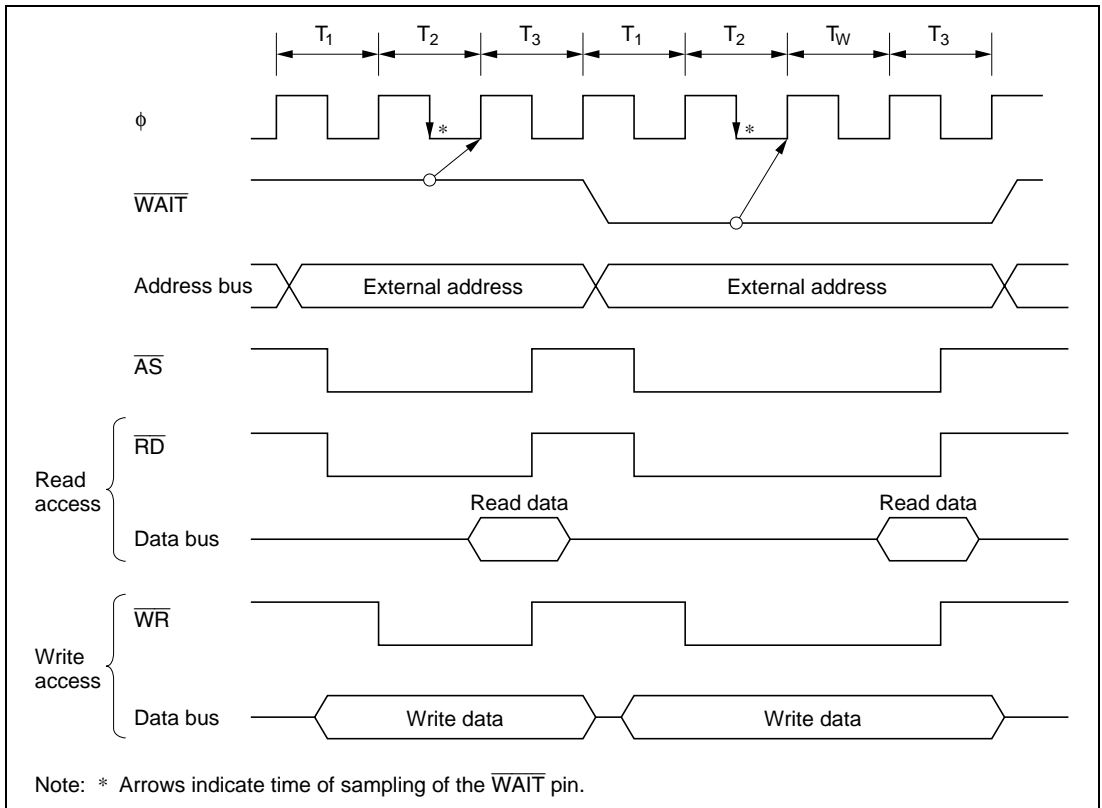 T1 T2 T3 T1 T2 TW T3
ϕ
* *
WAIT
Address bus External address External address
AS
RD
Read access
Read data Read data
Data bus
WR
Write access
Data bus Write data Write data
Note: * Arrows indicate time of sampling of the WAIT pin.